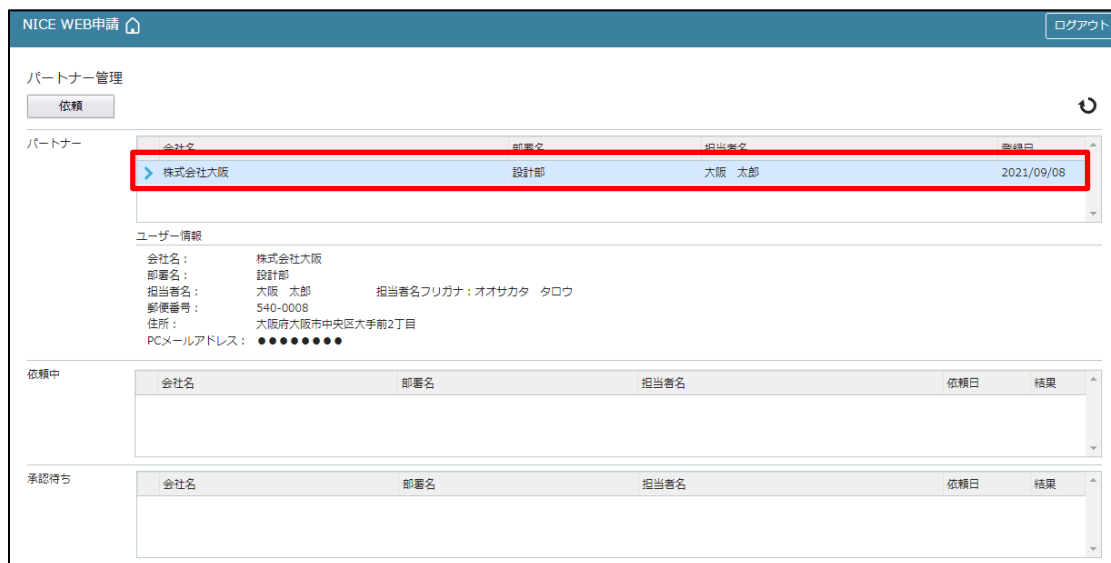 NICE WEB申請 ログアウト
パートナー管理
依頼
パートナー
会社名 部署名 担当者名 登録日
株式会社大阪 設計部 大阪　太郎 2021/09/08
ユーザー情報
会社名： 株式会社大阪
部署名： 設計部
担当者名： 大阪　太郎 担当者名フリガナ：オオサカタ　タロウ
郵便番号： 540-0008
住所： 大阪府大阪市中央区大手前2丁目
PCメールアドレス： ●●●●●●●●
依頼中
会社名 部署名 担当者名 依頼日 結果
承認待ち
会社名 部署名 担当者名 依頼日 結果